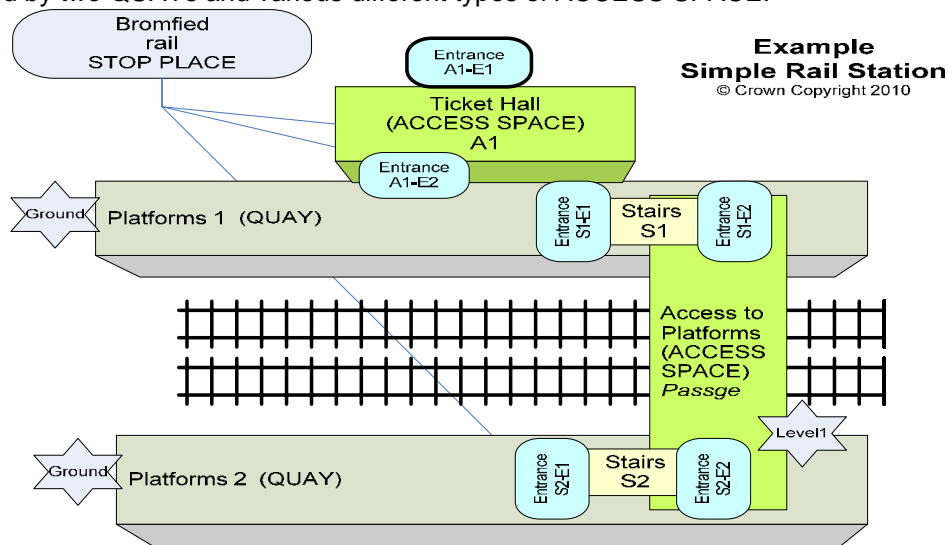 Bromfied
rail
STOP PLACE
Entrance
A1-E1
Example
Simple Rail Station
© Crown Copyright 2010
Ticket Hall
(ACCESS SPACE)
A1
Entrance
A1-E2
Ground
Platforms 1 (QUAY)
Entrance
S1-E1
Stairs
S1
Entrance
S1-E2
Access to
Platforms
(ACCESS
SPACE)
Passge
Level1
Ground
Platforms 2 (QUAY)
Entrance
S2-E1
Stairs
S2
Entrance
S2-E2